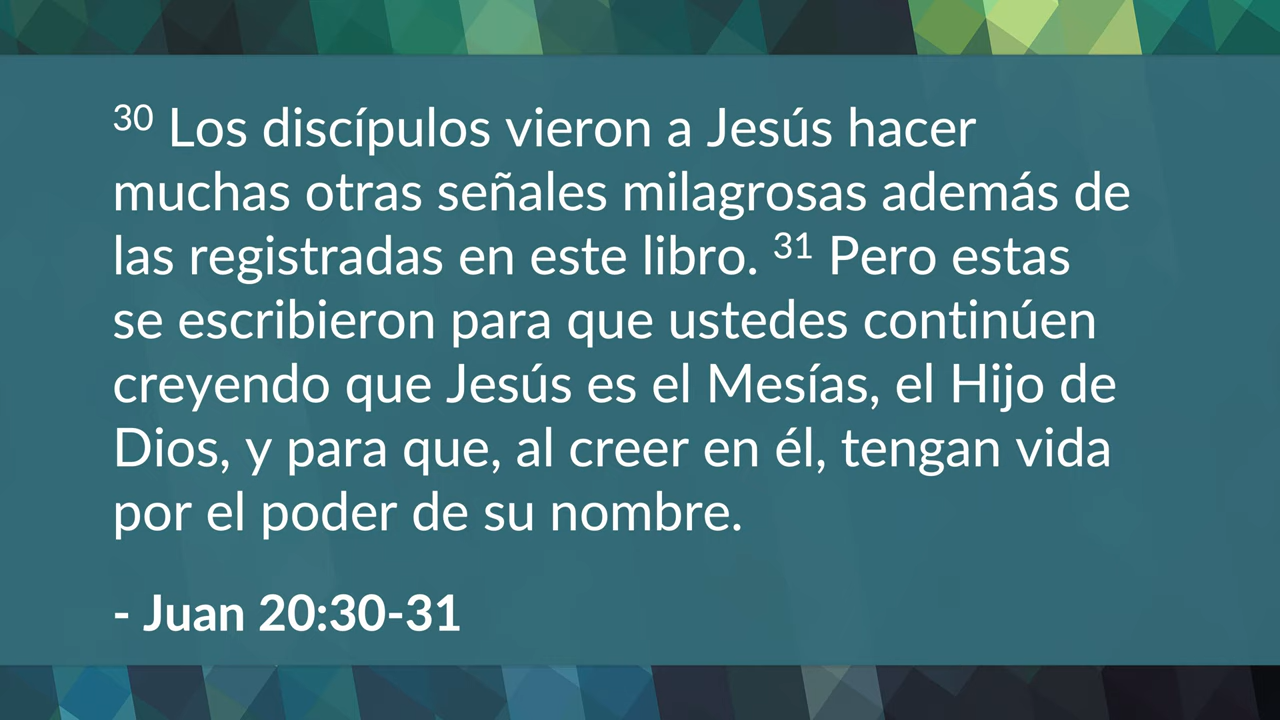 30 Los discípulos vieron a Jesús hacer
muchas otras señales milagrosas además de
las registradas en este libro. 31 Pero estas
se escribieron para que ustedes continúen
creyendo que Jesús es el Mesías, el Hijo de
Dios, y para que, al creer en él, tengan vida
por el poder de su nombre.
- Juan 20:30-31